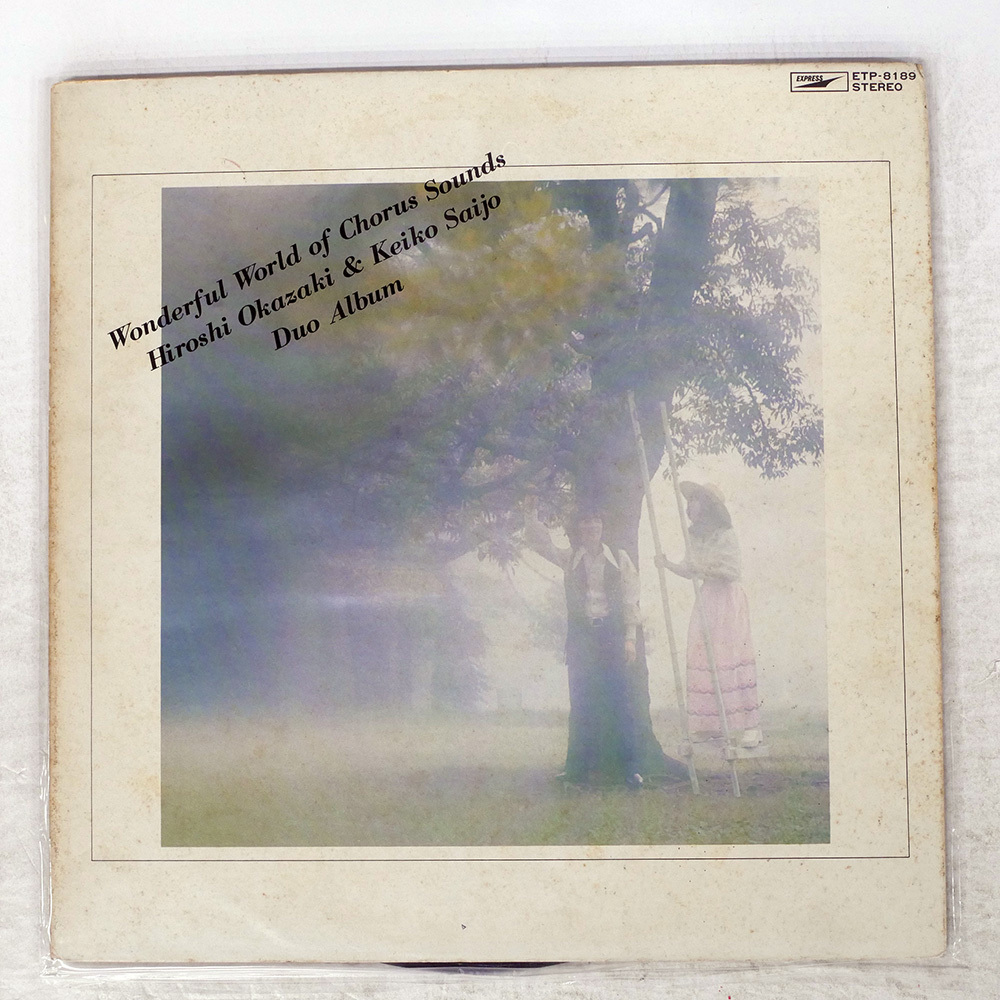 EXPRESS
ETP-8189
STEREO
Wonderful World of Chorus Sounds
Hiroshi Okazaki & Keiko Saijo
Duo Album